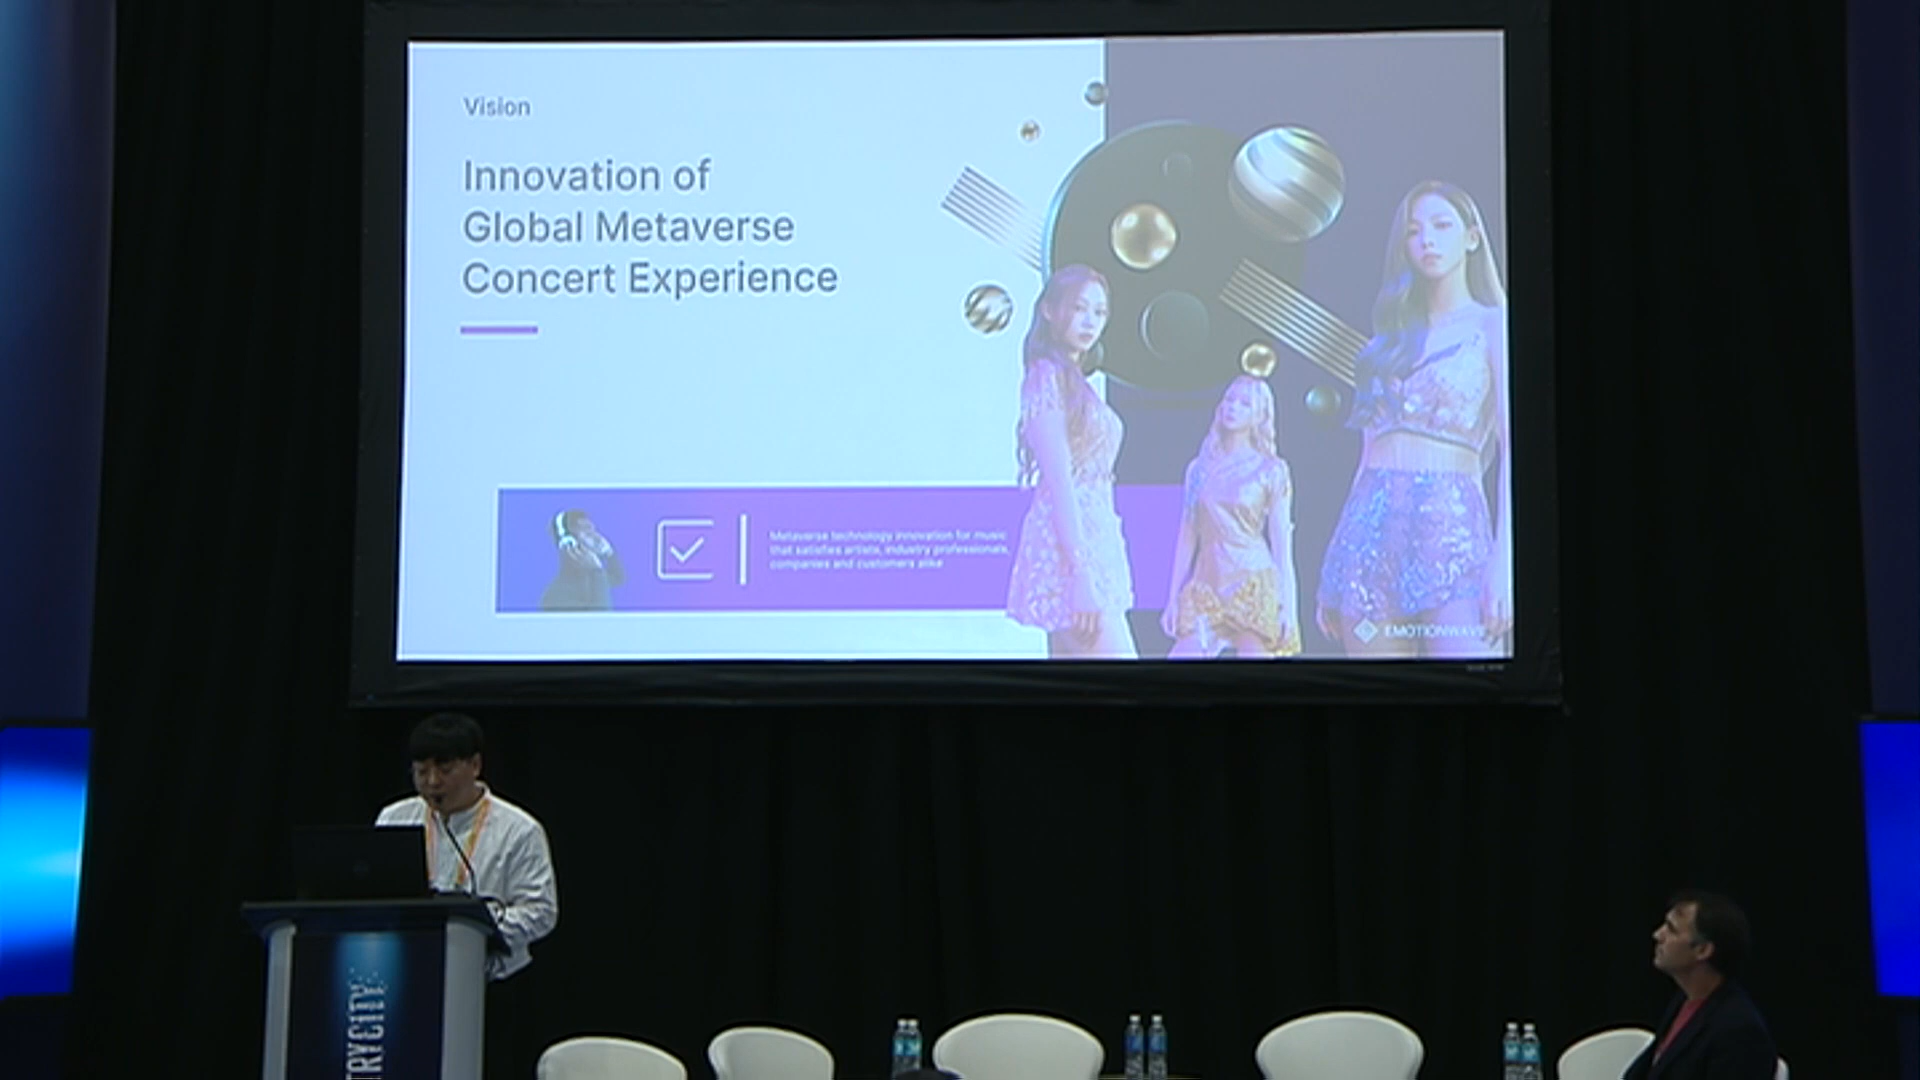 Vision
Innovation of
Global Metaverse
Concert Experience
Metaverse technology innovation for music
that satisfies artists, industry professionals,
companies and customers alike
EMOTIONWAVE
TRYCITY